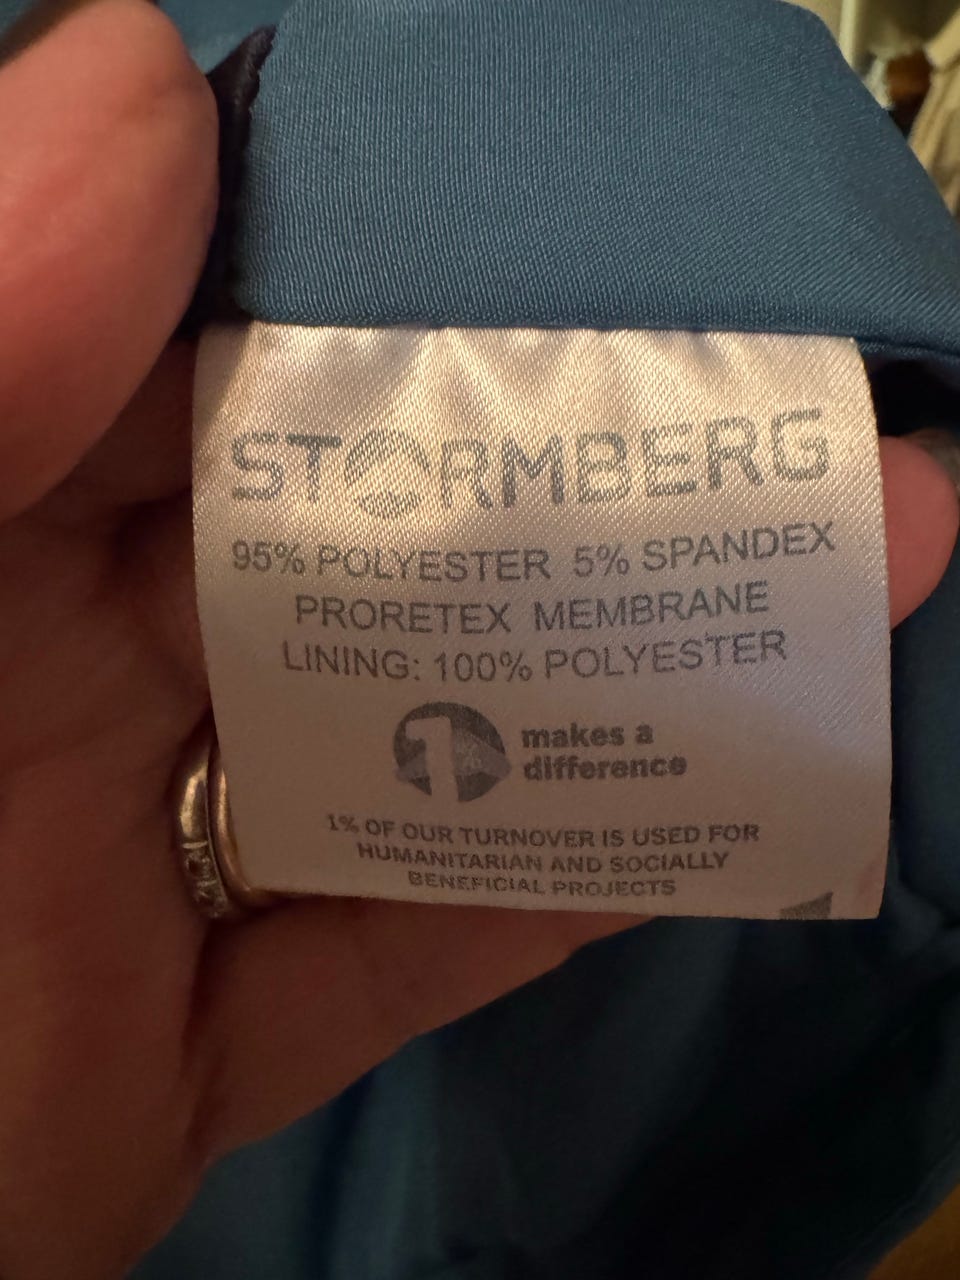 STORMBERG
95% POLYESTER 5% SPANDEX
PRORETEX MEMBRANE
LINING: 100% POLYESTER
1% makes a
difference
1% OF OUR TURNOVER IS USED FOR
HUMANITARIAN AND SOCIALLY
BENEFICIAL PROJECTS